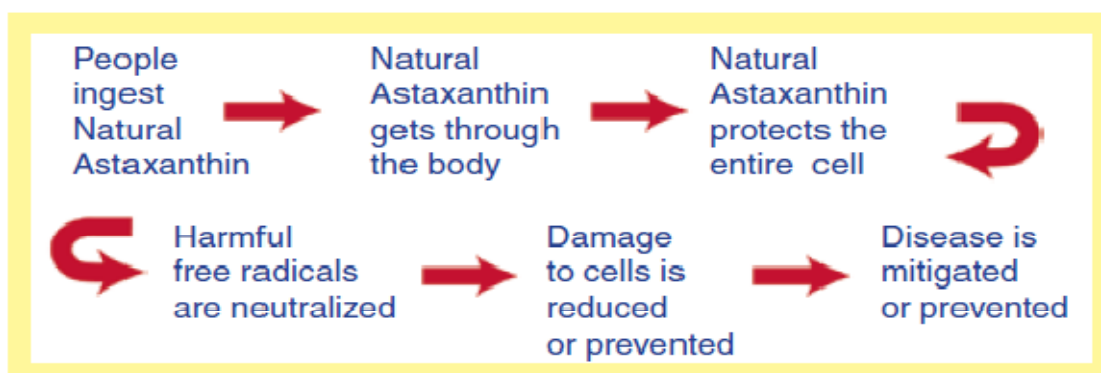 People
ingest
Natural
Astaxanthin
Natural
Astaxanthin
gets through
the body
Natural
Astaxanthin
protects the
entire cell
Harmful
free radicals
are neutralized
Damage
to cells is
reduced
or prevented
Disease is
mitigated
or prevented